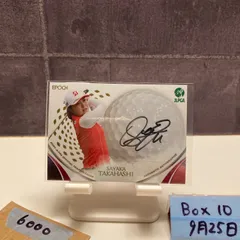 EPOCH
JLPGA
SAYAKA
TAKAHASHI
6000
Box 10
9月25日